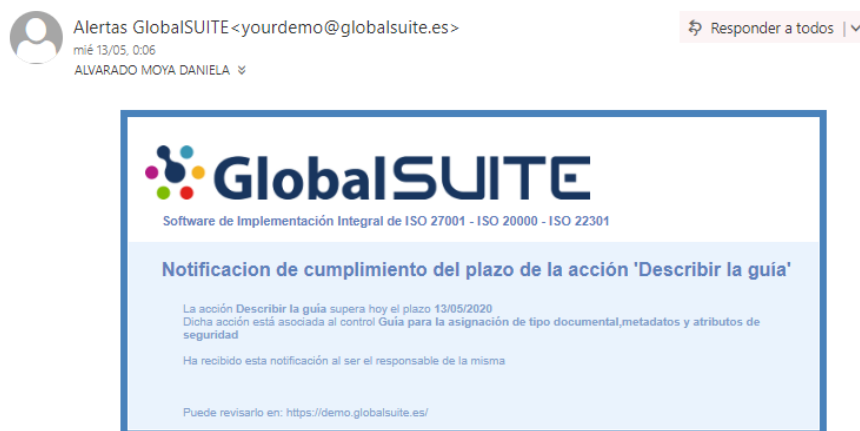 Alertas GlobalSUITE<yourdemo@globalsuite.es>
Responder a todos
mié 13/05, 0:06
ALVARADO MOYA DANIELA
GlobalSUITE
Software de Implementación Integral de ISO 27001 - ISO 20000 - ISO 22301
Notificacion de cumplimiento del plazo de la acción 'Describir la guía'
La acción Describir la guía supera hoy el plazo 13/05/2020
Dicha acción está asociada al control Guía para la asignación de tipo documental,metadatos y atributos de
seguridad
Ha recibido esta notificación al ser el responsable de la misma
Puede revisarlo en: https://demo.globalsuite.es/